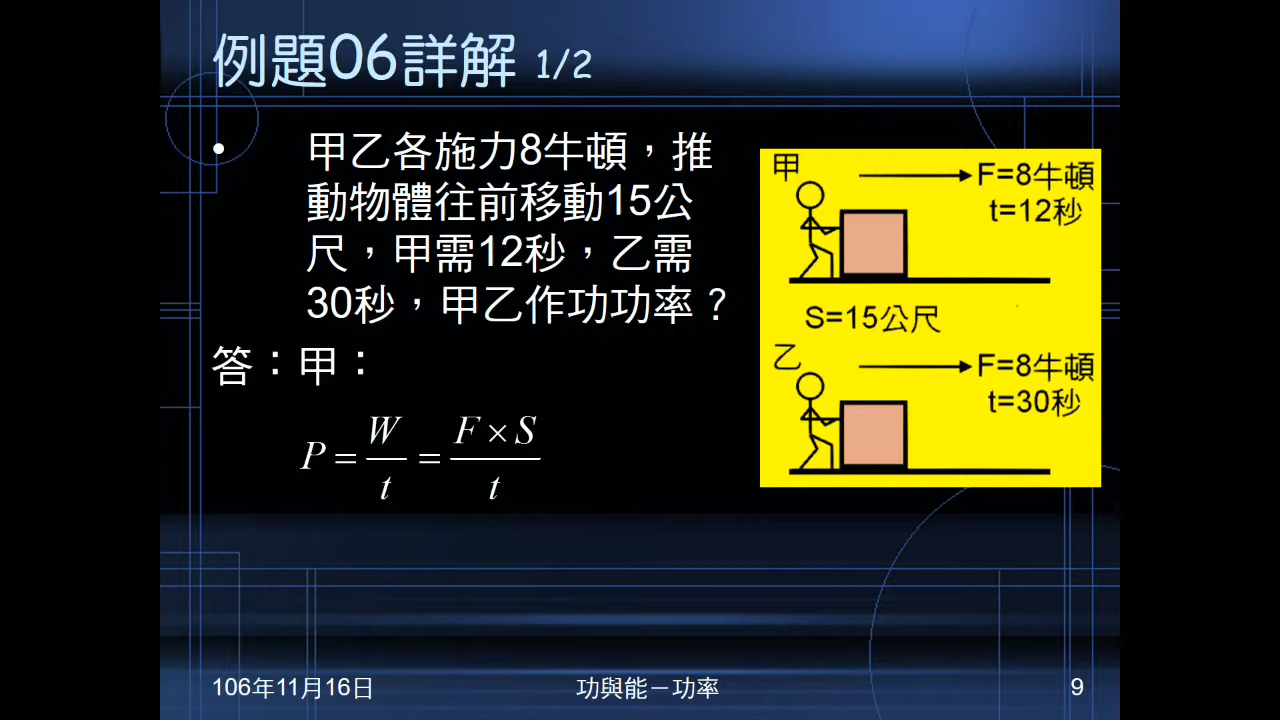 例題06詳解 1/2
• 甲乙各施力8牛頓，推
動物體往前移動15公
尺，甲需12秒，乙需
30秒，甲乙作功功率？
答：甲：
P = W/t = F × S/t
甲
F=8牛頓
t=12秒
S=15公尺
乙
F=8牛頓
t=30秒
106年11月16日
功與能－功率
9